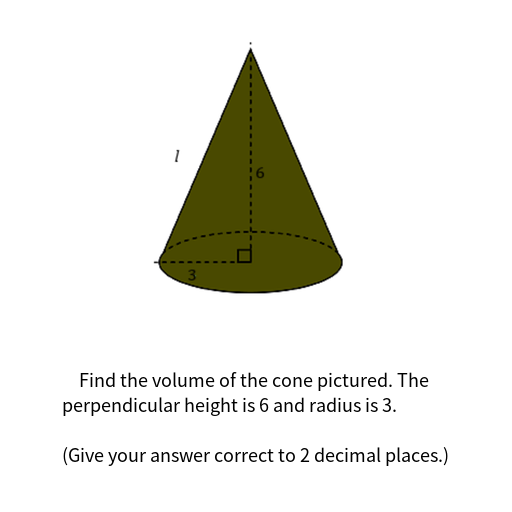 l
6
3
Find the volume of the cone pictured. The
perpendicular height is 6 and radius is 3.
(Give your answer correct to 2 decimal places.)